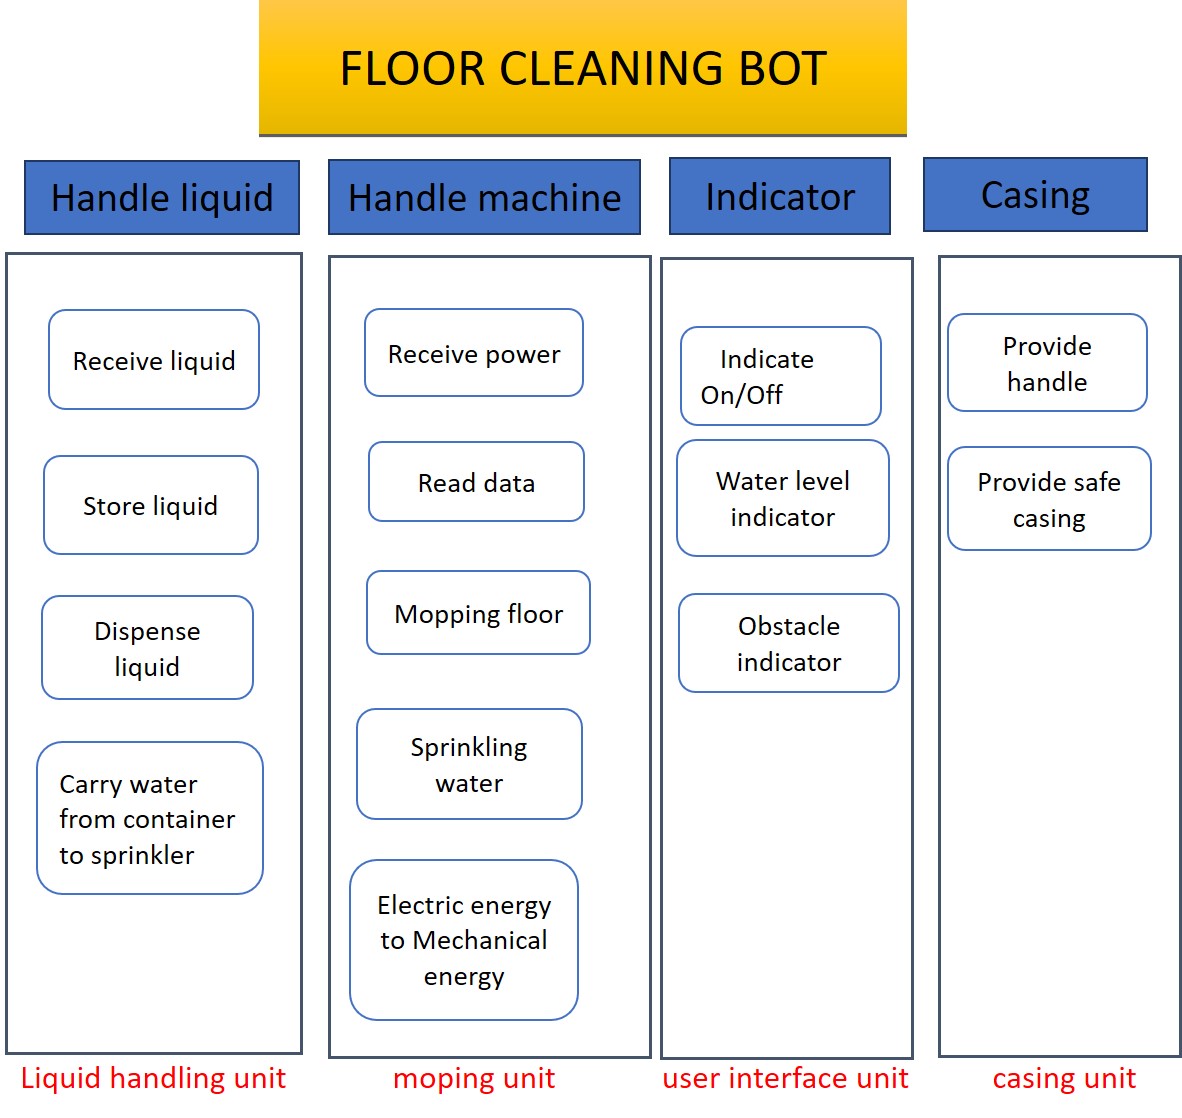 FLOOR CLEANING BOT
Handle liquid
Receive liquid
Store liquid
Dispense
liquid
Carry water
from container
to sprinkler
Liquid handling unit
Handle machine
Receive power
Read data
Mopping floor
Sprinkling
water
Electric energy
to Mechanical
energy
moping unit
Indicator
Indicate
On/Off
Water level
indicator
Obstacle
indicator
user interface unit
Casing
Provide
handle
Provide safe
casing
casing unit